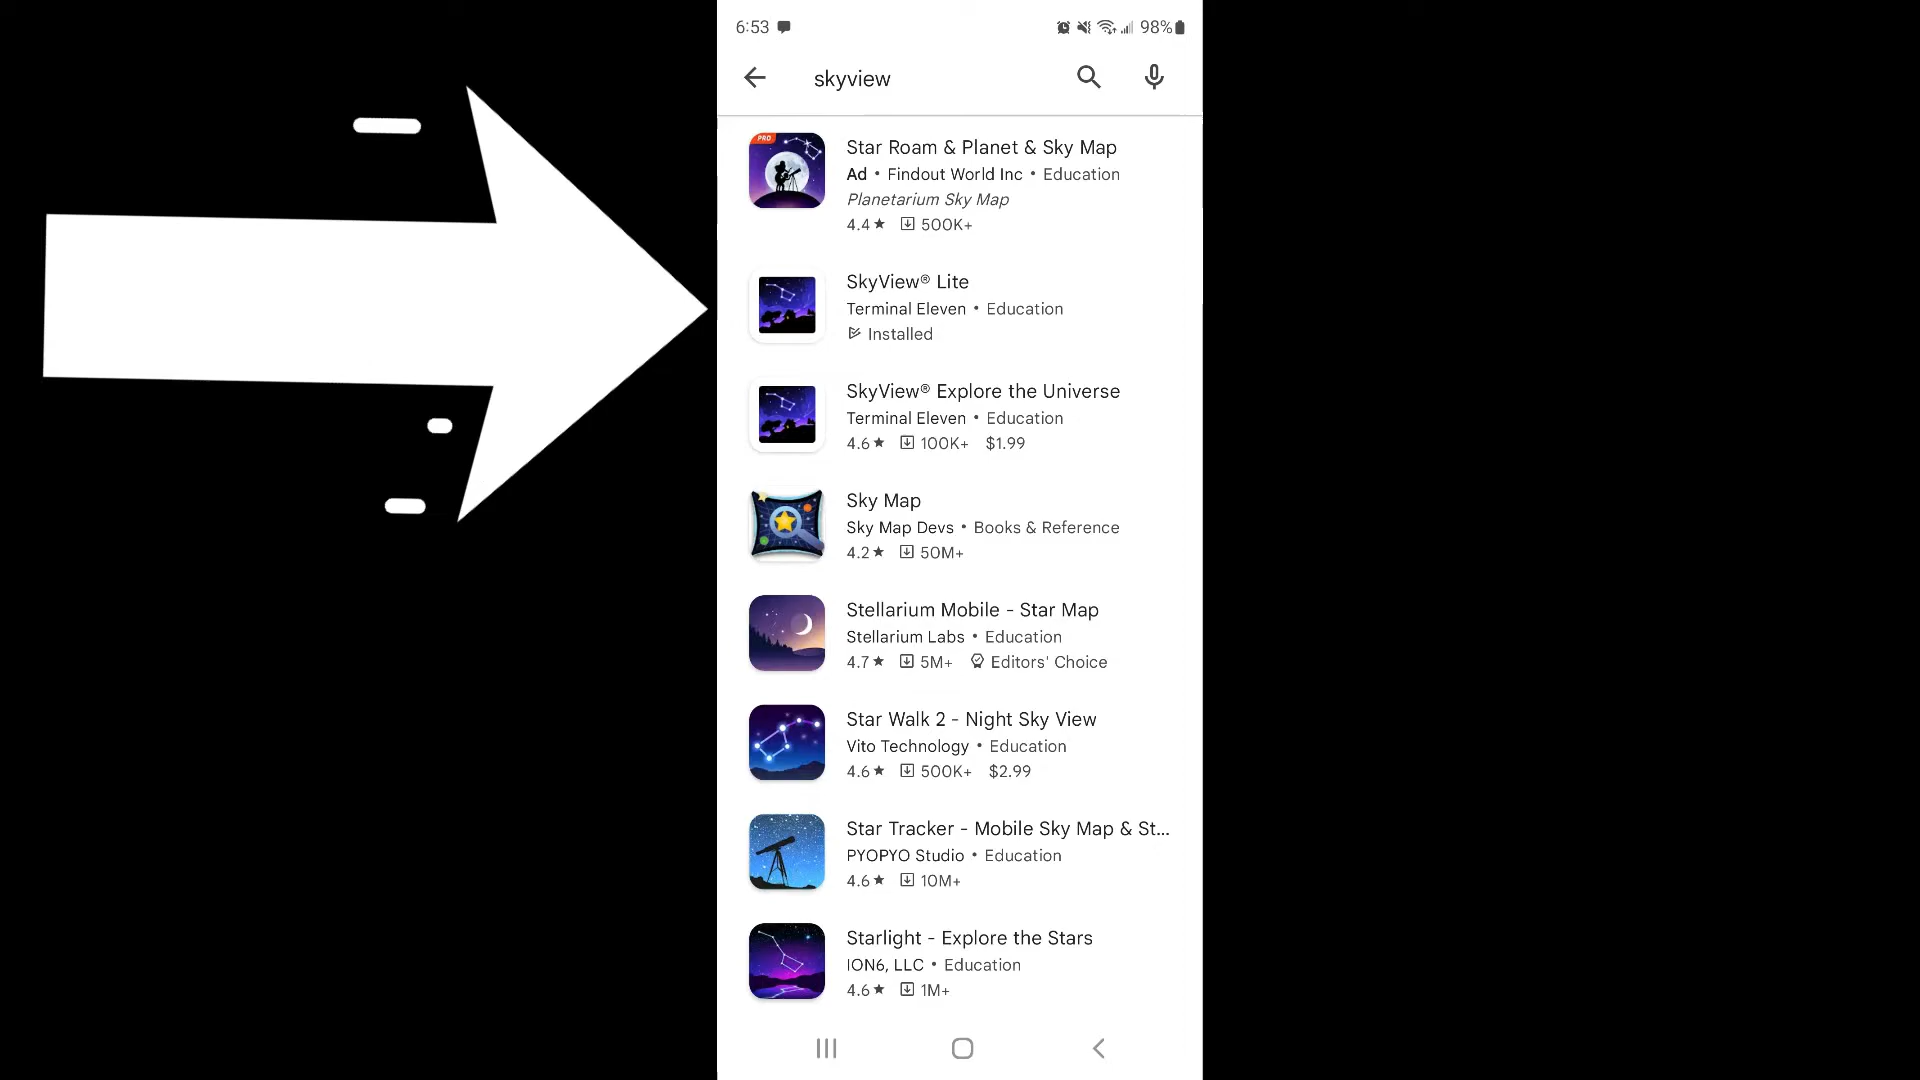 6:53 98%
skyview
PRO
Star Roam & Planet & Sky Map
Ad • Findout World Inc • Education
Planetarium Sky Map
4.4★ 500K+
SkyView® Lite
Terminal Eleven • Education
Installed
SkyView® Explore the Universe
Terminal Eleven • Education
4.6★ 100K+ $1.99
Sky Map
Sky Map Devs • Books & Reference
4.2★ 50M+
Stellarium Mobile - Star Map
Stellarium Labs • Education
4.7★ 5M+ Editors' Choice
Star Walk 2 - Night Sky View
Vito Technology • Education
4.6★ 500K+ $2.99
Star Tracker - Mobile Sky Map & St...
PYOPYO Studio • Education
4.6★ 10M+
Starlight - Explore the Stars
ION6, LLC • Education
4.6★ 1M+